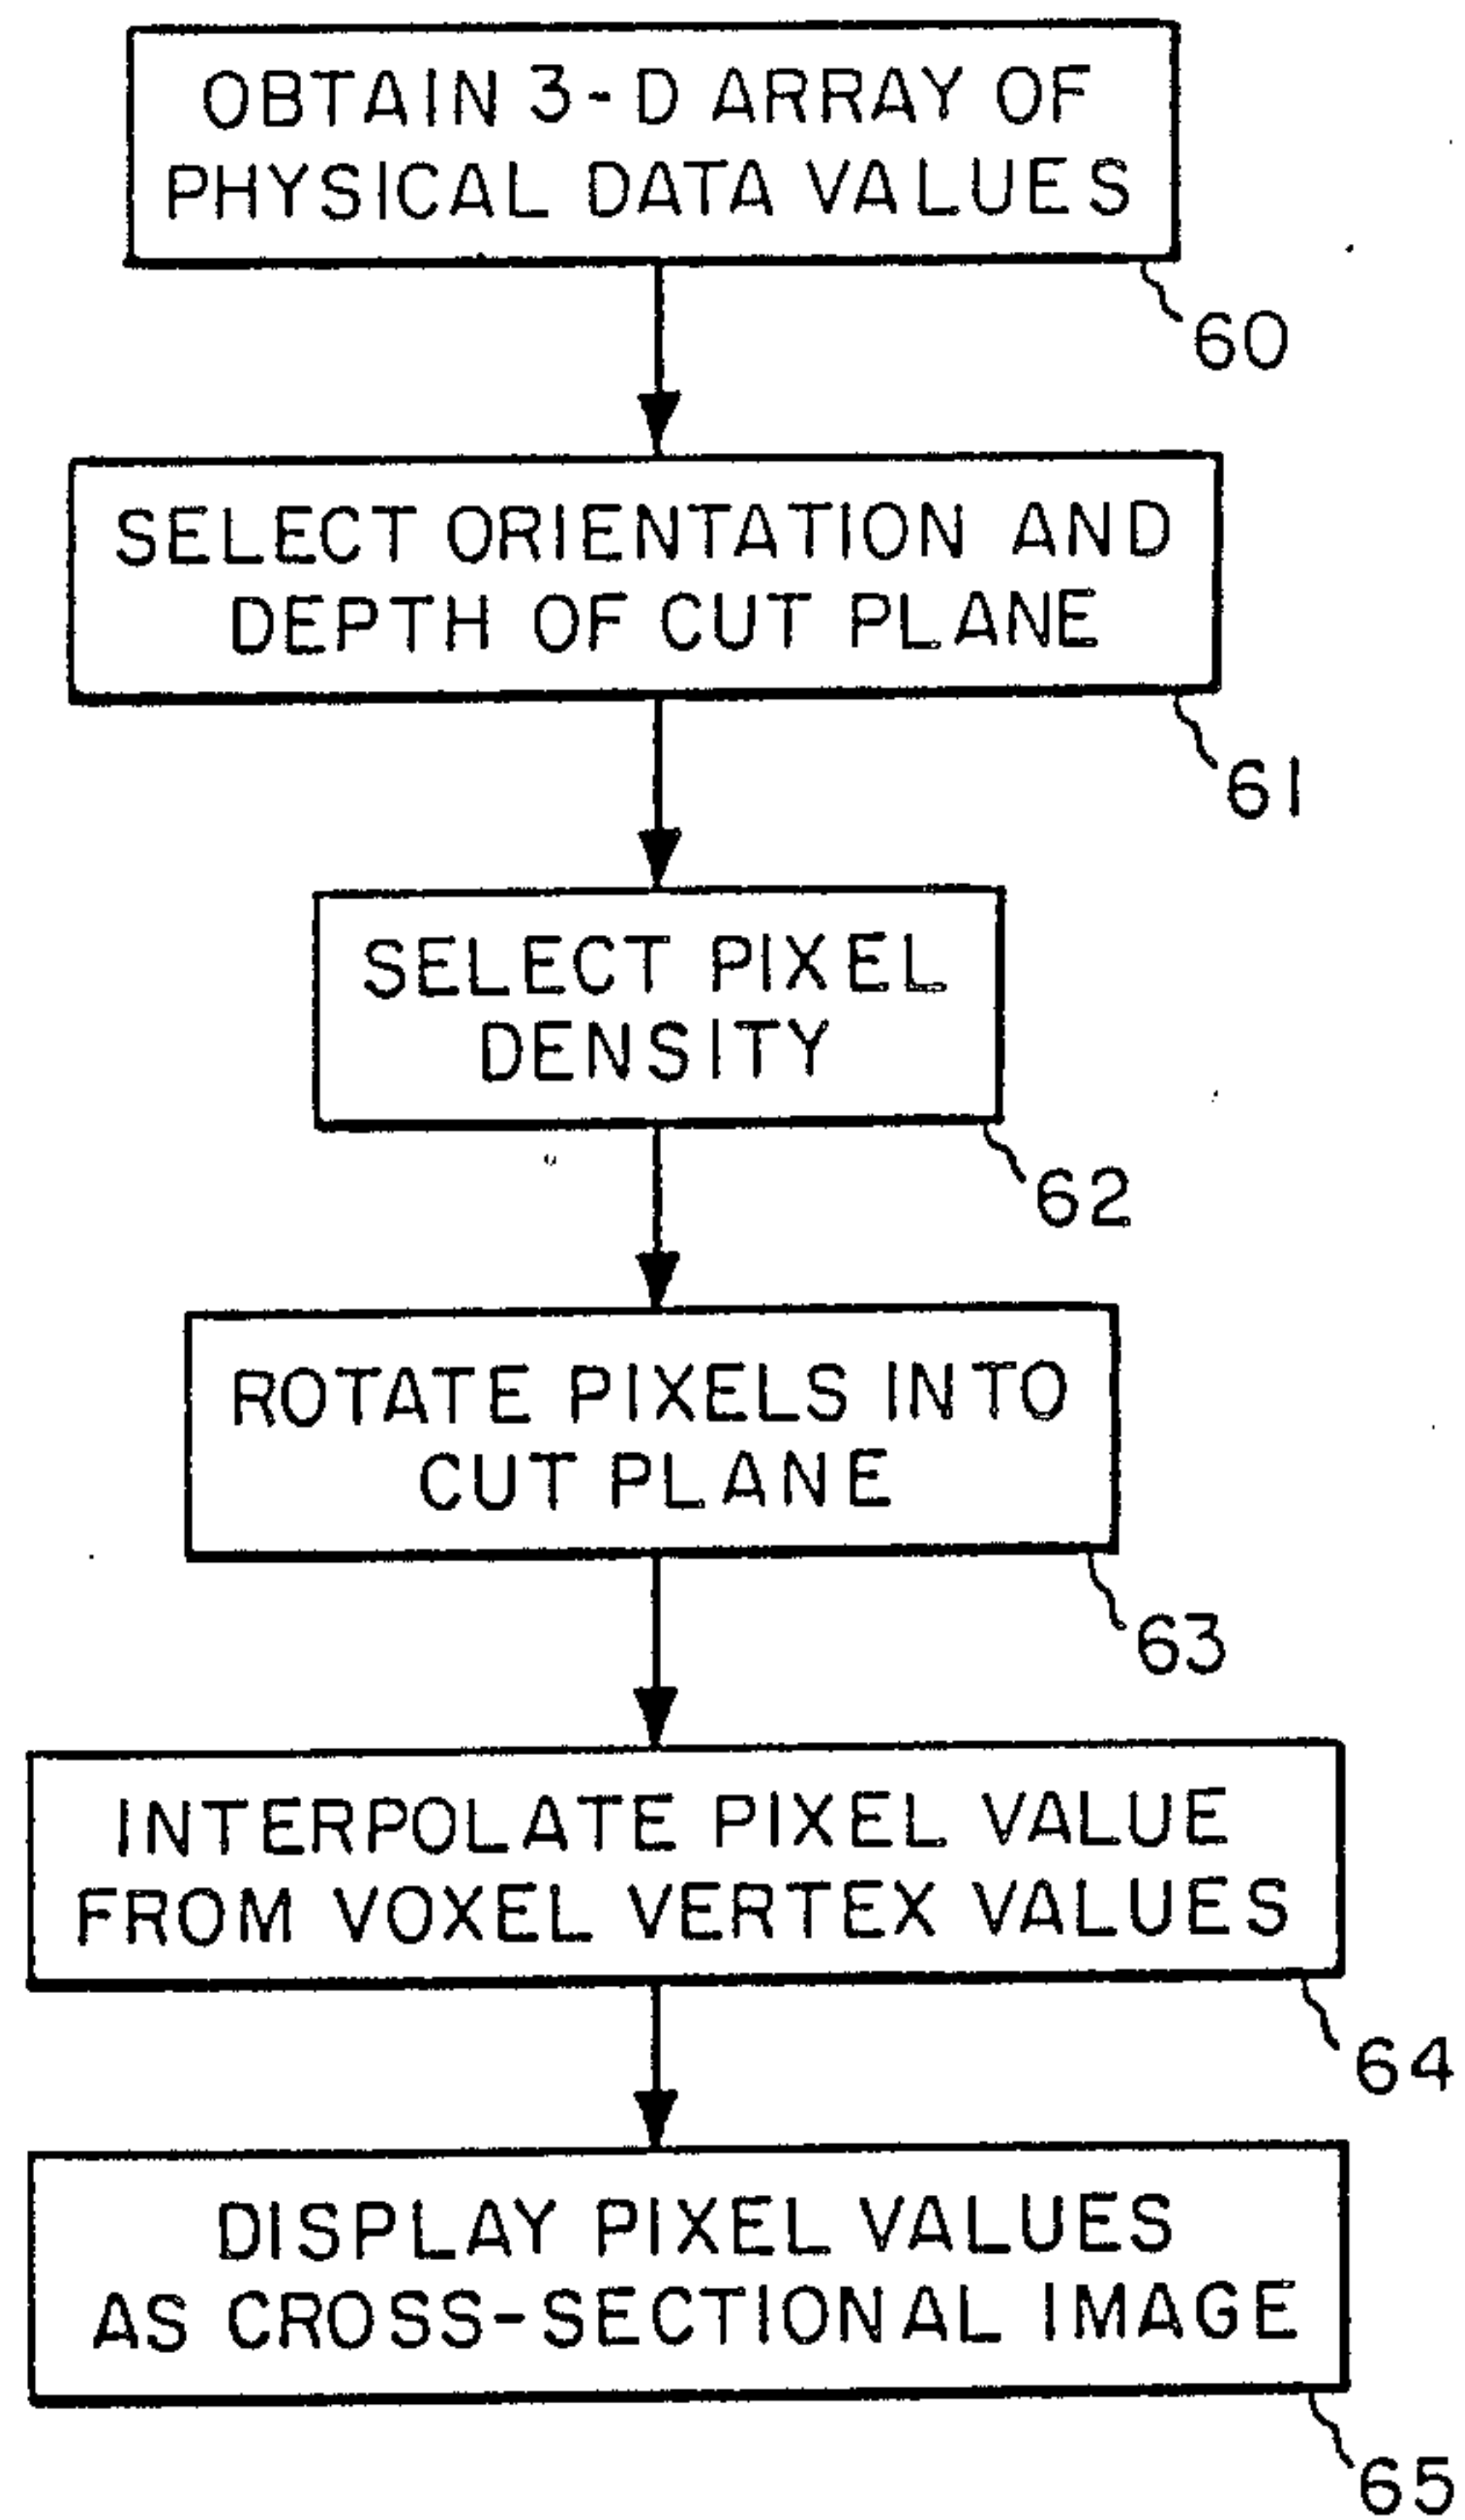 OBTAIN 3-D ARRAY OF
PHYSICAL DATA VALUES
60
SELECT ORIENTATION AND
DEPTH OF CUT PLANE
61
SELECT PIXEL
DENSITY
62
ROTATE PIXELS INTO
CUT PLANE
63
INTERPOLATE PIXEL VALUE
FROM VOXEL VERTEX VALUES
64
DISPLAY PIXEL VALUES
AS CROSS-SECTIONAL IMAGE
65